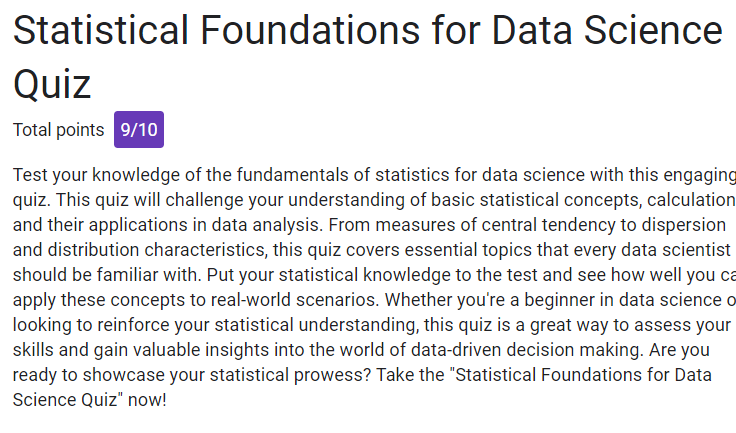 Statistical Foundations for Data Science
Quiz
Total points 9/10
Test your knowledge of the fundamentals of statistics for data science with this engaging
quiz. This quiz will challenge your understanding of basic statistical concepts, calculation
and their applications in data analysis. From measures of central tendency to dispersion
and distribution characteristics, this quiz covers essential topics that every data scientist
should be familiar with. Put your statistical knowledge to the test and see how well you ca
apply these concepts to real-world scenarios. Whether you're a beginner in data science o
looking to reinforce your statistical understanding, this quiz is a great way to assess your
skills and gain valuable insights into the world of data-driven decision making. Are you
ready to showcase your statistical prowess? Take the "Statistical Foundations for Data
Science Quiz" now!